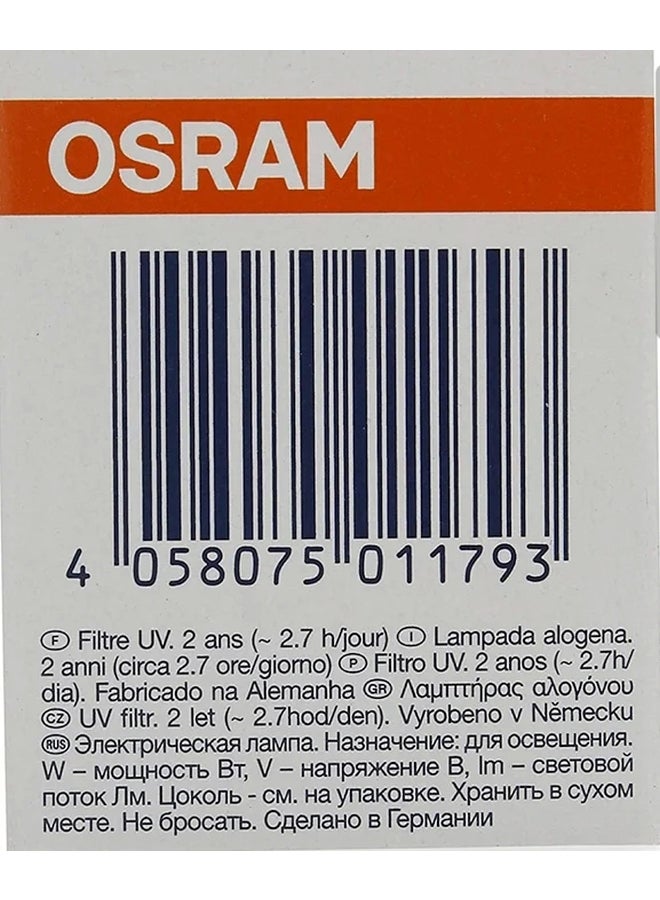 OSRAM
4 058075 011793
Ⓕ Filtre UV. 2 ans (~ 2.7 h/jour) Ⓘ Lampada alogena.
2 anni (circa 2.7 ore/giorno) Ⓟ Filtro UV. 2 anos (~ 2.7h/
dia). Fabricado na Alemanha GR Λαμπτήρας αλογόνου
CZ UV filtr. 2 let (~ 2.7hod/den). Vyrobeno v Německu
RUS Электрическая лампа. Назначение: для освещения.
W – мощность Вт, V – напряжение В, lm – световой
поток Лм. Цоколь - см. на упаковке. Хранить в сухом
месте. Не бросать. Сделано в Германии